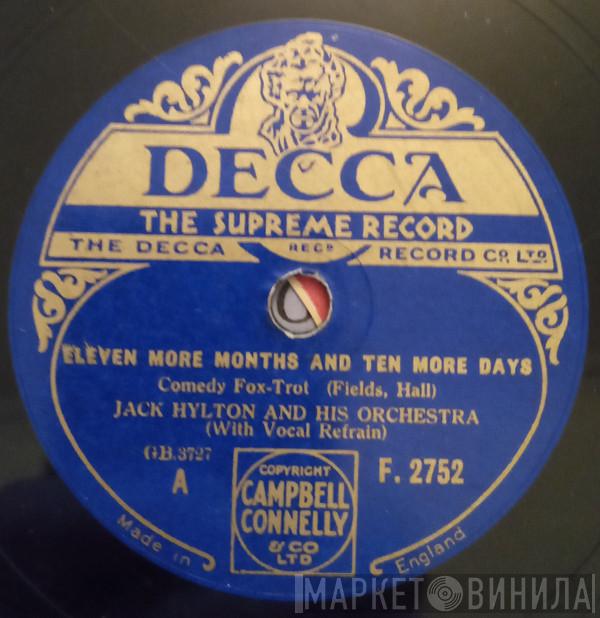 DECCA
THE SUPREME RECORD
THE DECCA REGD RECORD CO. LTD
ELEVEN MORE MONTHS AND TEN MORE DAYS
Comedy Fox-Trot (Fields, Hall)
JACK HYLTON AND HIS ORCHESTRA
(With Vocal Refrain)
GB.3727
A
F. 2752
COPYRIGHT
CAMPBELL
CONNELLY
& CO
LTD
Made in England
МАРКЕТ ВИНИЛА